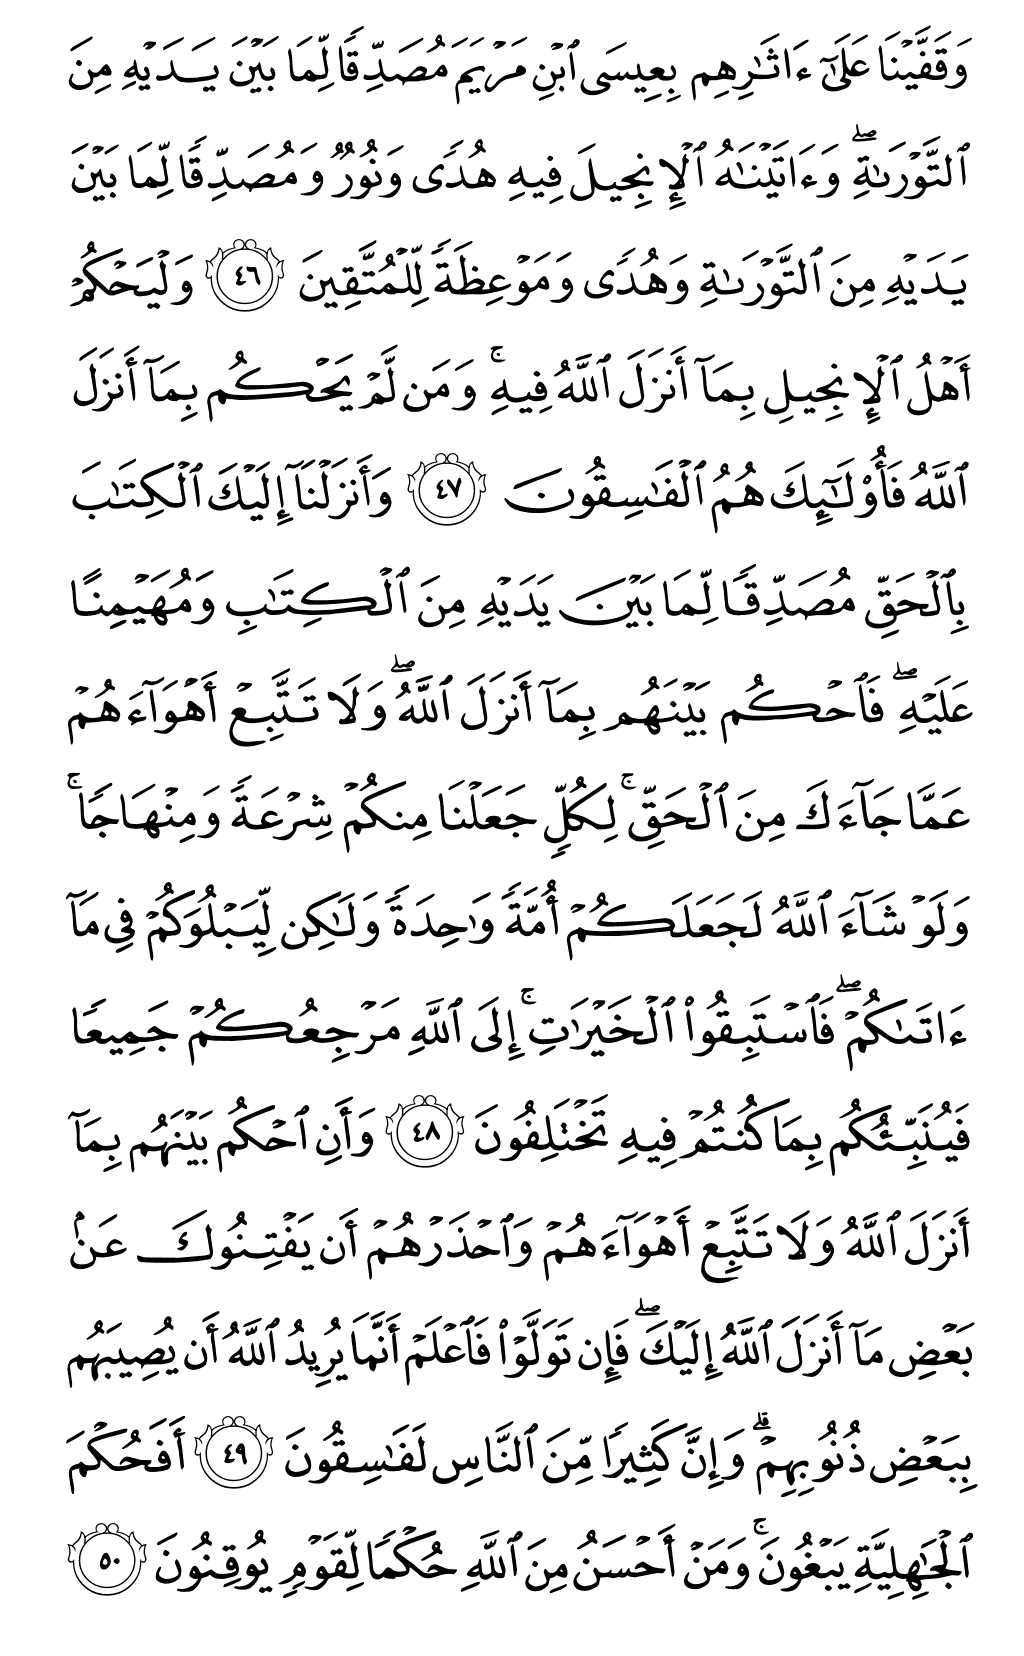 وَقَفَّيْنَا عَلَىٰٓ ءَاثَـٰرِهِم بِعِيسَى ٱبْنِ مَرْيَمَ مُصَدِّقًا لِّمَا بَيْنَ يَدَيْهِ مِنَ
ٱلتَّوْرَىٰةِ ۖ وَءَاتَيْنَـٰهُ ٱلْإِنجِيلَ فِيهِ هُدًى وَنُورٌ وَمُصَدِّقًا لِّمَا بَيْنَ
يَدَيْهِ مِنَ ٱلتَّوْرَىٰةِ وَهُدًى وَمَوْعِظَةً لِّلْمُتَّقِينَ ٤٦ وَلْيَحْكُمْ
أَهْلُ ٱلْإِنجِيلِ بِمَآ أَنزَلَ ٱللَّهُ فِيهِ ۚ وَمَن لَّمْ يَحْكُم بِمَآ أَنزَلَ
ٱللَّهُ فَأُو۟لَـٰٓئِكَ هُمُ ٱلْفَـٰسِقُونَ ٤٧ وَأَنزَلْنَآ إِلَيْكَ ٱلْكِتَـٰبَ
بِٱلْحَقِّ مُصَدِّقًا لِّمَا بَيْنَ يَدَيْهِ مِنَ ٱلْكِتَـٰبِ وَمُهَيْمِنًا
عَلَيْهِ ۖ فَٱحْكُم بَيْنَهُم بِمَآ أَنزَلَ ٱللَّهُ ۖ وَلَا تَتَّبِعْ أَهْوَآءَهُمْ
عَمَّا جَآءَكَ مِنَ ٱلْحَقِّ ۚ لِكُلٍّ جَعَلْنَا مِنكُمْ شِرْعَةً وَمِنْهَاجًا ۚ
وَلَوْ شَآءَ ٱللَّهُ لَجَعَلَكُمْ أُمَّةً وَٰحِدَةً وَلَـٰكِن لِّيَبْلُوَكُمْ فِى مَآ
ءَاتَىٰكُمْ ۖ فَٱسْتَبِقُوا۟ ٱلْخَيْرَٰتِ ۚ إِلَى ٱللَّهِ مَرْجِعُكُمْ جَمِيعًا
فَيُنَبِّئُكُم بِمَا كُنتُمْ فِيهِ تَخْتَلِفُونَ ٤٨ وَأَنِ ٱحْكُم بَيْنَهُم بِمَآ
أَنزَلَ ٱللَّهُ وَلَا تَتَّبِعْ أَهْوَآءَهُمْ وَٱحْذَرْهُمْ أَن يَفْتِنُوكَ عَنۢ
بَعْضِ مَآ أَنزَلَ ٱللَّهُ إِلَيْكَ ۖ فَإِن تَوَلَّوْا۟ فَٱعْلَمْ أَنَّمَا يُرِيدُ ٱللَّهُ أَن يُصِيبَهُم
بِبَعْضِ ذُنُوبِهِمْ ۗ وَإِنَّ كَثِيرًا مِّنَ ٱلنَّاسِ لَفَـٰسِقُونَ ٤٩ أَفَحُكْمَ
ٱلْجَـٰهِلِيَّةِ يَبْغُونَ ۚ وَمَنْ أَحْسَنُ مِنَ ٱللَّهِ حُكْمًا لِّقَوْمٍ يُوقِنُونَ ٥٠